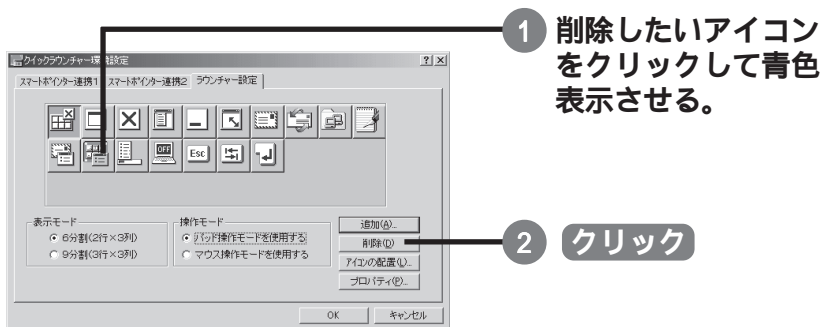 1 削除したいアイコン
をクリックして青色
表示させる。
クイックラウンチャー環境設定
スマートポインター連携1 スマートポインター連携2 ラウンチャー設定
OFF
Esc
表示モード
6分割(2行×3列)
9分割(3行×3列)
操作モード
パッド操作モードを使用する
マウス操作モードを使用する
追加(A)...
削除(D)
アイコンの配置(L)...
プロパティ(P)...
2 クリック
OK キャンセル